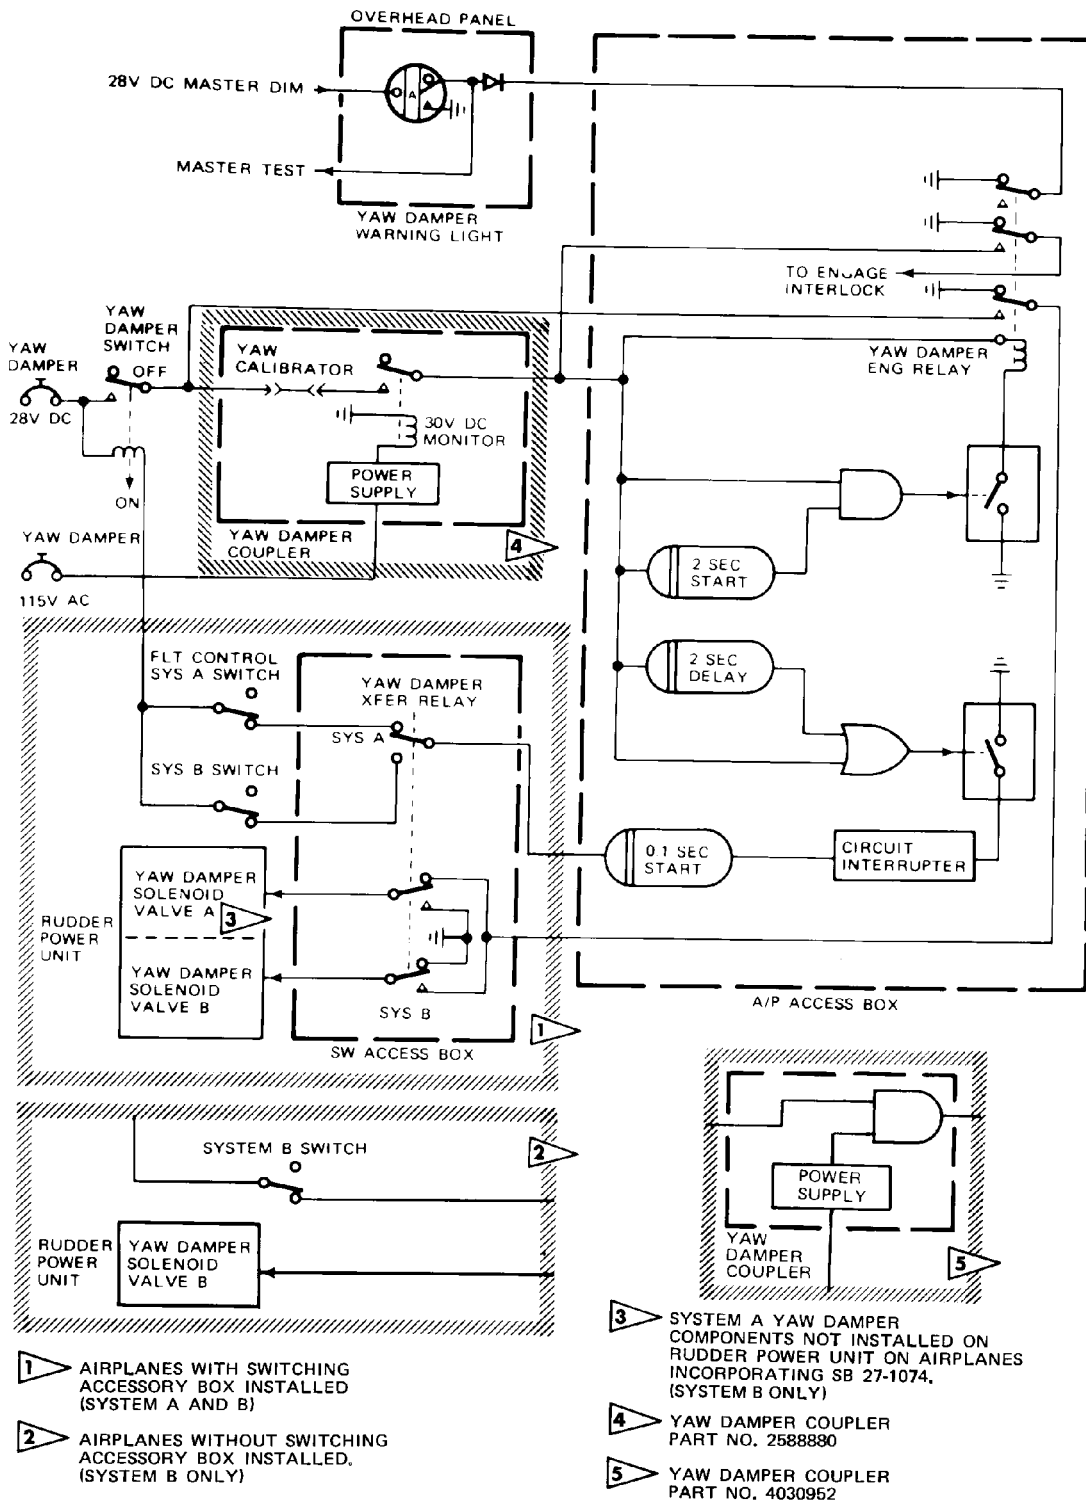 OVERHEAD PANEL
28V DC MASTER DIM
A
MASTER TEST
YAW DAMPER
WARNING LIGHT
TO ENGAGE
INTERLOCK
YAW
DAMPER
SWITCH
OFF
YAW
DAMPER
28V DC
ON
YAW
CALIBRATOR
30V DC
MONITOR
POWER
SUPPLY
YAW DAMPER
COUPLER
4
YAW DAMPER
ENG RELAY
YAW DAMPER
115V AC
2 SEC
START
2 SEC
DELAY
FLT CONTROL
SYS A SWITCH
YAW DAMPER
XFER RELAY
SYS A
SYS B SWITCH
0.1 SEC
START
CIRCUIT
INTERRUPTER
RUDDER
POWER
UNIT
YAW DAMPER
SOLENOID
VALVE A
3
YAW DAMPER
SOLENOID
VALVE B
SYS B
SW ACCESS BOX
1
A/P ACCESS BOX
SYSTEM B SWITCH
2
RUDDER
POWER
UNIT
YAW DAMPER
SOLENOID
VALVE B
POWER
SUPPLY
YAW
DAMPER
COUPLER
5
1 AIRPLANES WITH SWITCHING
ACCESSORY BOX INSTALLED
(SYSTEM A AND B)
2 AIRPLANES WITHOUT SWITCHING
ACCESSORY BOX INSTALLED.
(SYSTEM B ONLY)
3 SYSTEM A YAW DAMPER
COMPONENTS NOT INSTALLED ON
RUDDER POWER UNIT ON AIRPLANES
INCORPORATING SB 27-1074.
(SYSTEM B ONLY)
4 YAW DAMPER COUPLER
PART NO. 2588880
5 YAW DAMPER COUPLER
PART NO. 4030952